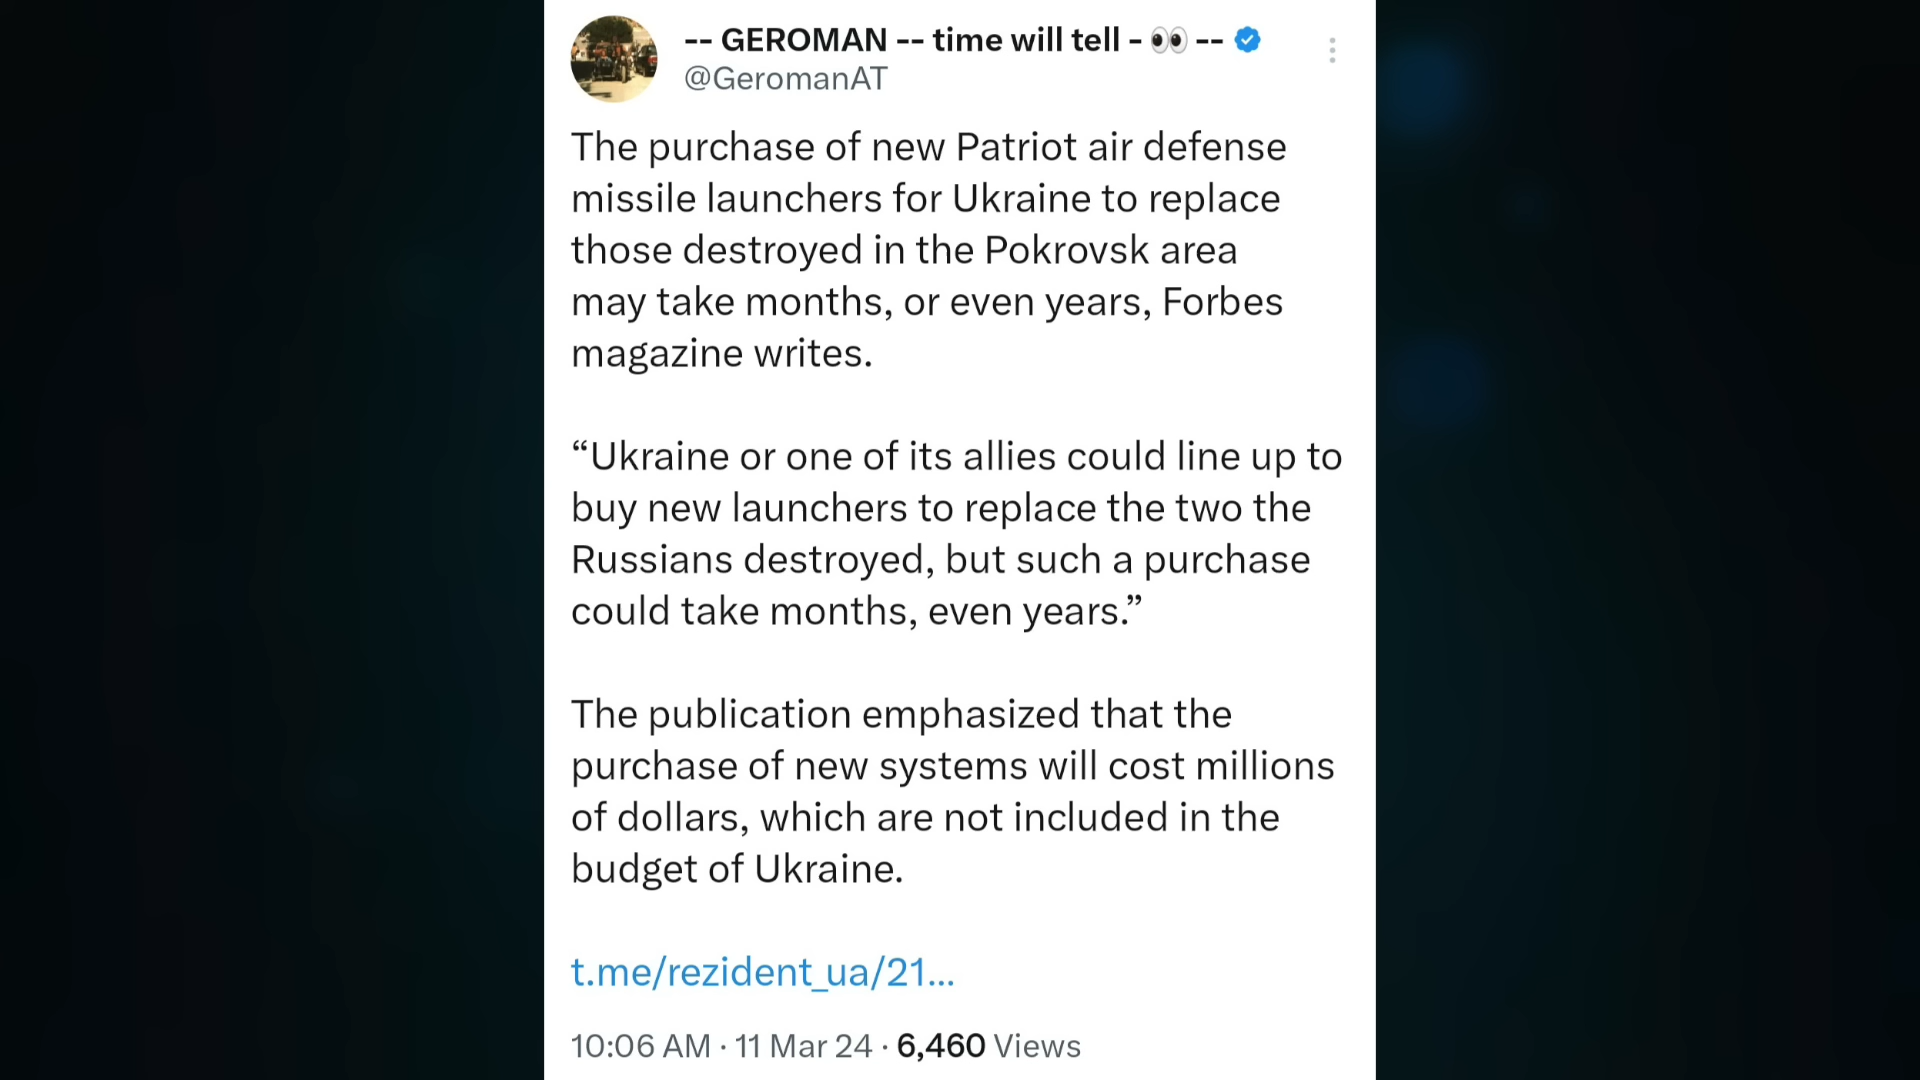 -- GEROMAN -- time will tell - 👀 --
@GeromanAT
The purchase of new Patriot air defense
missile launchers for Ukraine to replace
those destroyed in the Pokrovsk area
may take months, or even years, Forbes
magazine writes.
“Ukraine or one of its allies could line up to
buy new launchers to replace the two the
Russians destroyed, but such a purchase
could take months, even years.”
The publication emphasized that the
purchase of new systems will cost millions
of dollars, which are not included in the
budget of Ukraine.
t.me/rezident_ua/21...
10:06 AM · 11 Mar 24 · 6,460 Views